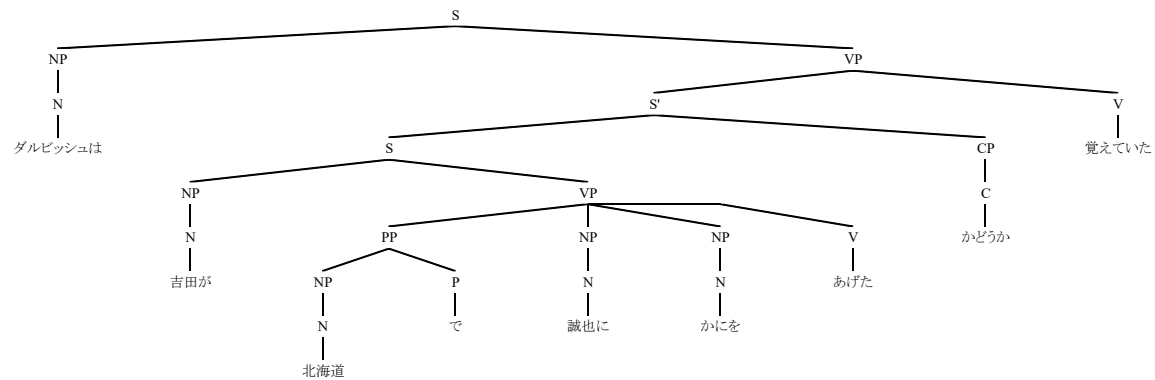 S
NP VP
N S' V
ダルビッシュは S CP 覚えていた
NP VP C
N PP NP NP V かどうか
吉田が NP P N N あげた
N で 誠也に かにを
北海道